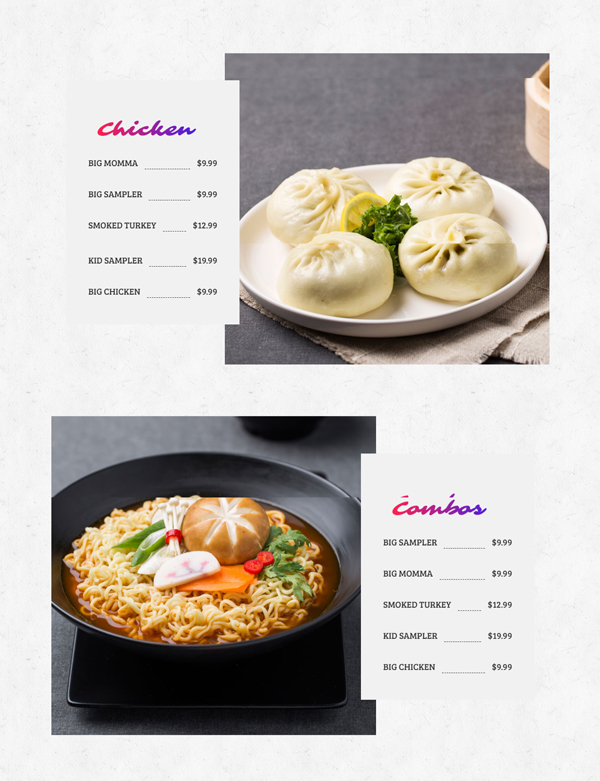 Chicken
BIG MOMMA $9.99
BIG SAMPLER $9.99
SMOKED TURKEY $12.99
KID SAMPLER $19.99
BIG CHICKEN $9.99
Combos
BIG SAMPLER $9.99
BIG MOMMA $9.99
SMOKED TURKEY $12.99
KID SAMPLER $19.99
BIG CHICKEN $9.99